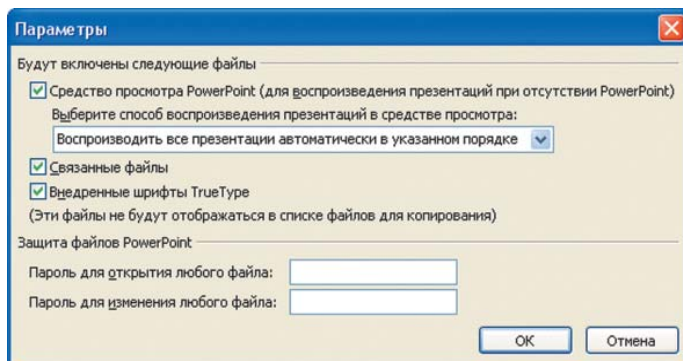 Параметры
Будут включены следующие файлы
Средство просмотра PowerPoint (для воспроизведения презентаций при отсутствии PowerPoint)
Выберите способ воспроизведения презентаций в средстве просмотра:
Воспроизводить все презентации автоматически в указанном порядке
Связанные файлы
Внедренные шрифты TrueType
(Эти файлы не будут отображаться в списке файлов для копирования)
Защита файлов PowerPoint
Пароль для открытия любого файла:
Пароль для изменения любого файла:
ОК Отмена